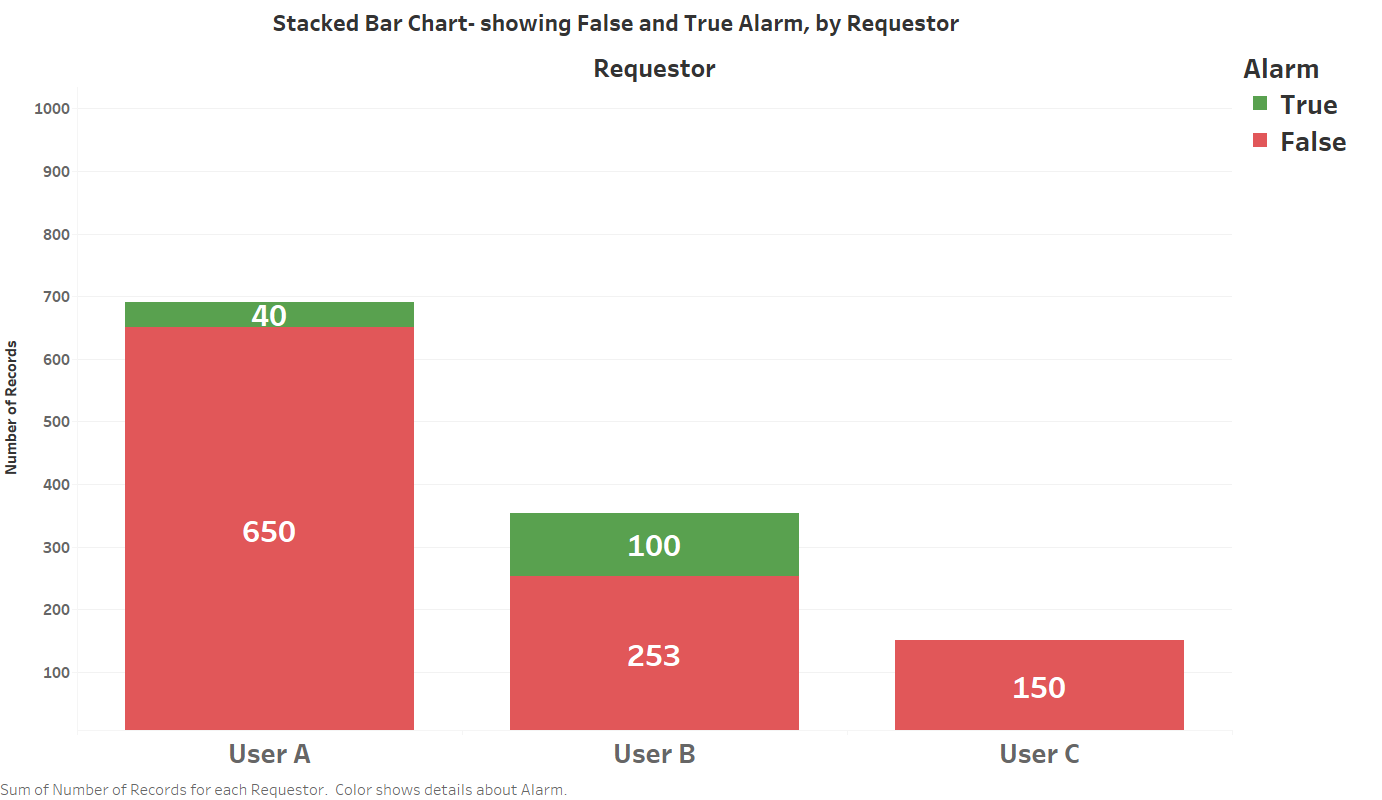 Stacked Bar Chart- showing False and True Alarm, by Requestor
Requestor
Alarm
True
False
Number of Records
1000
900
800
700
600
500
400
300
200
100
40
650
100
253
150
User A
User B
User C
Sum of Number of Records for each Requestor.  Color shows details about Alarm.